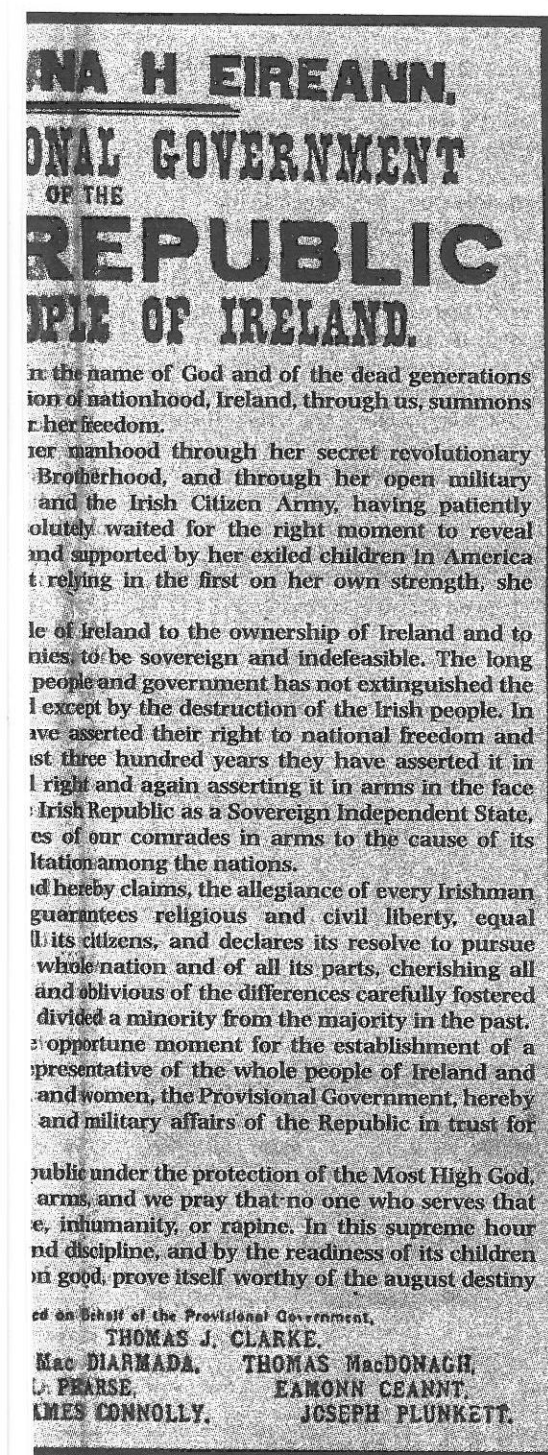 NA H EIREANN.
ONAL GOVERNMENT
OF THE
REPUBLIC
OPLE OF IRELAND.
n the name of God and of the dead generations
ion of nationhood, Ireland, through us, summons
r her freedom.
her manhood through her secret revolutionary
Brotherhood, and through her open military
and the Irish Citizen Army, having patiently
olutely waited for the right moment to reveal
and supported by her exiled children in America
t relying in the first on her own strength, she
le of Ireland to the ownership of Ireland and to
nies, to be sovereign and indefeasible. The long
people and government has not extinguished the
d except by the destruction of the Irish people. In
ave asserted their right to national freedom and
ast three hundred years they have asserted it in
l right and again asserting it in arms in the face
Irish Republic as a Sovereign Independent State,
es of our comrades in arms to the cause of its
ltation among the nations.
nd hereby claims, the allegiance of every Irishman
guarantees religious and civil liberty, equal
ll its citizens, and declares its resolve to pursue
whole nation and of all its parts, cherishing all
and oblivious of the differences carefully fostered
divided a minority from the majority in the past.
e opportune moment for the establishment of a
epresentative of the whole people of Ireland and
and women, the Provisional Government, hereby
and military affairs of the Republic in trust for
public under the protection of the Most High God,
arms, and we pray that no one who serves that
e, inhumanity, or rapine. In this supreme hour
nd discipline, and by the readiness of its children
on good, prove itself worthy of the august destiny
ed on Behalf of the Provisional Government,
THOMAS J. CLARKE.
Mac DIARMADA. THOMAS MacDONAGH,
PEARSE, EAMONN CEANNT.
AMES CONNOLLY. JOSEPH PLUNKETT.